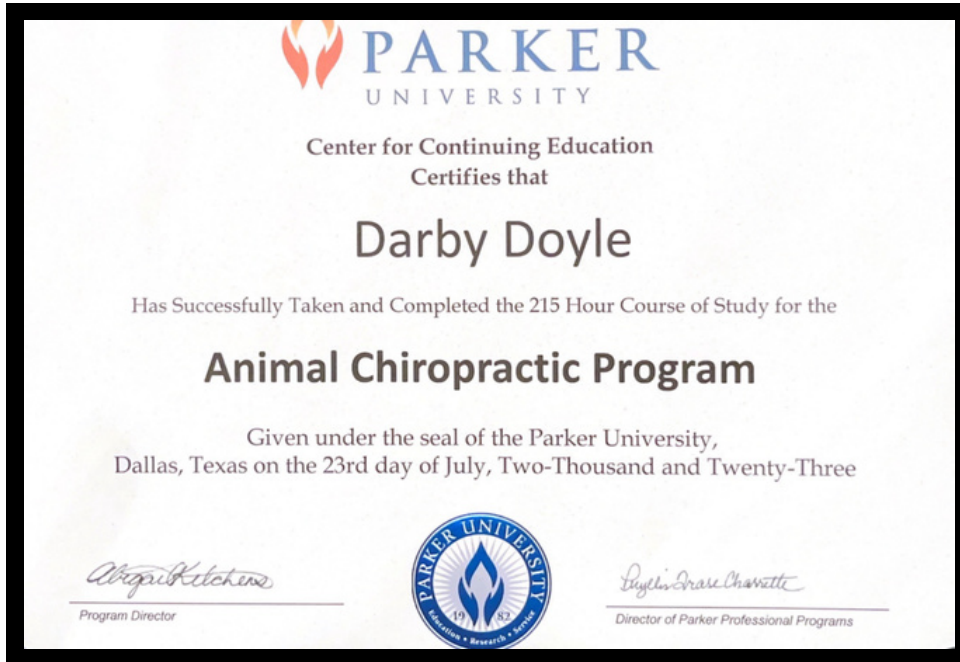 PARKER
UNIVERSITY
Center for Continuing Education
Certifies that
Darby Doyle
Has Successfully Taken and Completed the 215 Hour Course of Study for the
Animal Chiropractic Program
Given under the seal of the Parker University,
Dallas, Texas on the 23rd day of July, Two-Thousand and Twenty-Three
Abigail Kitchens
Program Director
PARKER UNIVERSITY
1982
Education • Research • Service
Director of Parker Professional Programs